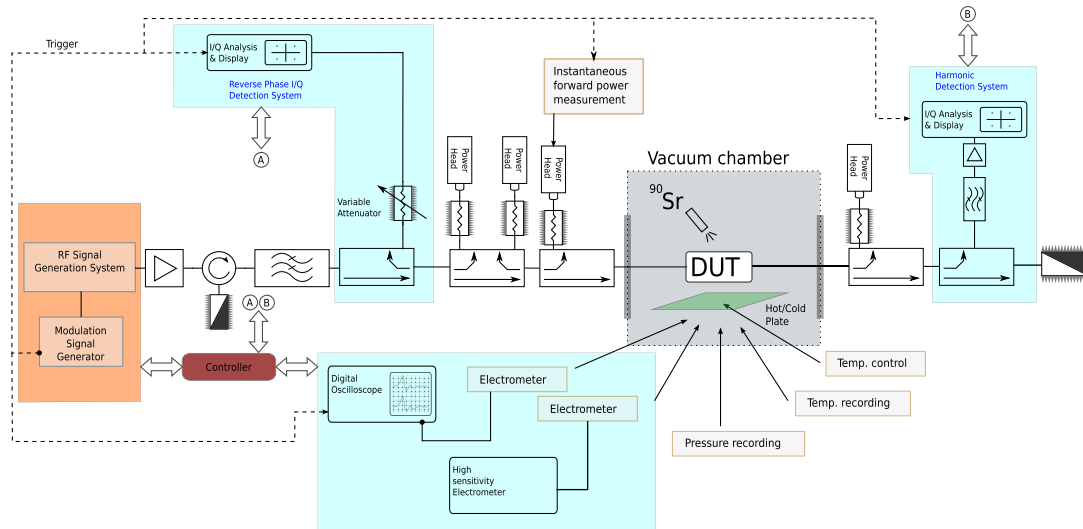 Trigger
I/Q Analysis
& Display
Reverse Phase I/Q
Detection System
A
Variable
Attenuator
Power
Head
Power
Head
Power
Head
Instantaneous
forward power
measurement
Vacuum chamber
90Sr
DUT
Hot/Cold
Plate
Power
Head
B
Harmonic
Detection System
I/Q Analysis
& Display
RF Signal
Generation System
Modulation
Signal
Generator
A B
Controller
Digital
Oscilloscope
Electrometer
Electrometer
High
sensitivity
Electrometer
Temp. control
Temp. recording
Pressure recording